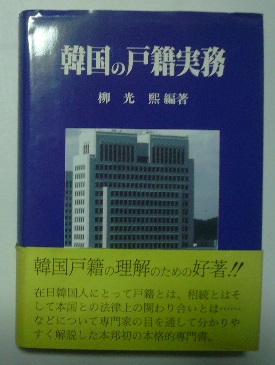 韓国の戸籍実務
柳光熙編著
韓国戸籍の理解のための好著!!
在日韓国人にとって戸籍とは、相続とはそ
して本国との法律上の関わり合いとは……
などについて専門家の目を通して分かりや
すく解説した本邦初の本格的専門書。